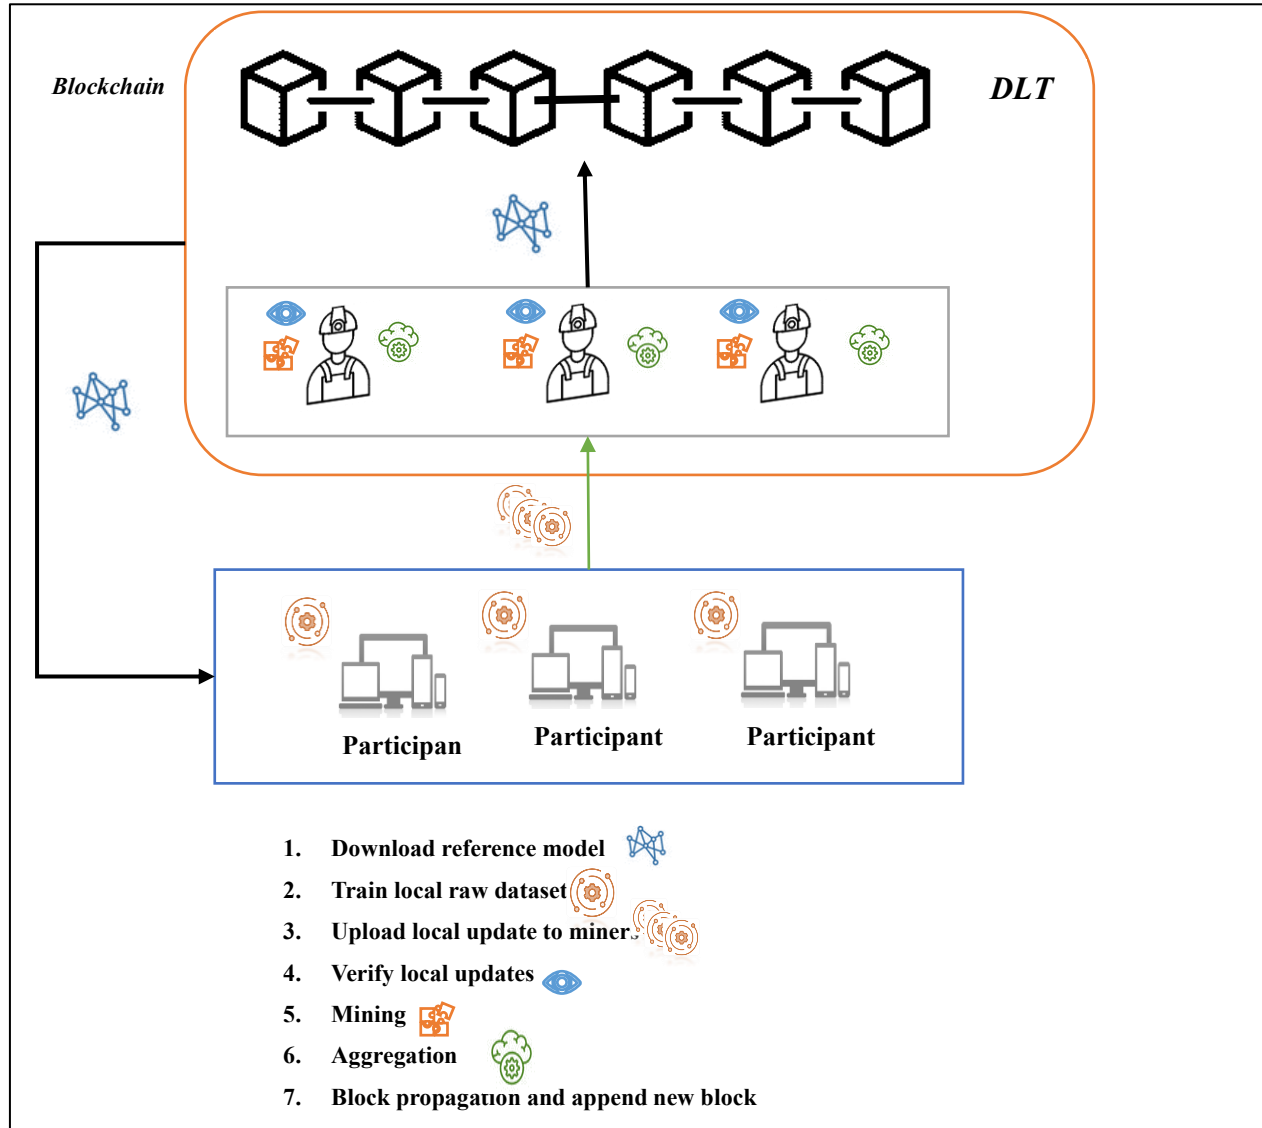 Blockchain
DLT
Participan
Participant
Participant
1. Download reference model
2. Train local raw dataset
3. Upload local update to miners
4. Verify local updates
5. Mining
6. Aggregation
7. Block propagation and append new block